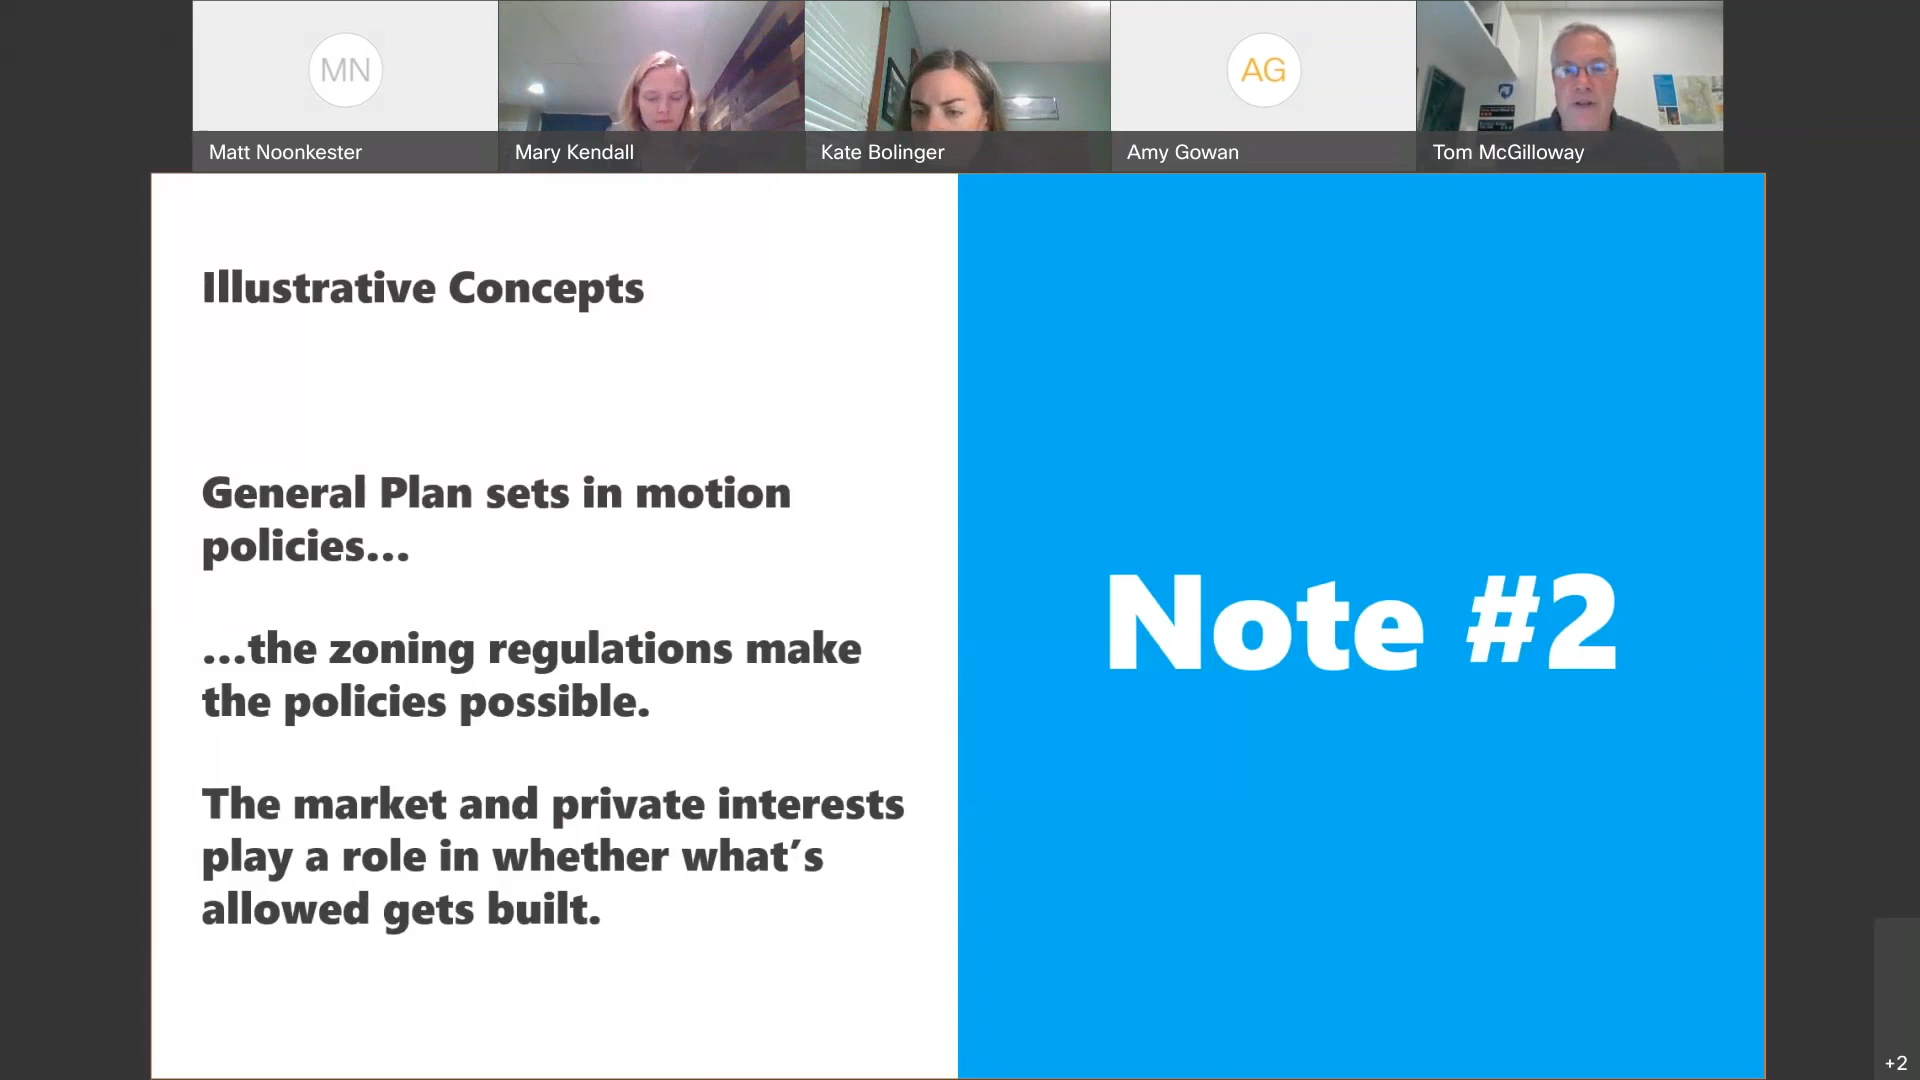 MN
AG
Matt Noonkester
Mary Kendall
Kate Bolinger
Amy Gowan
Tom McGilloway
Illustrative Concepts
General Plan sets in motion
policies...
...the zoning regulations make
the policies possible.
The market and private interests
play a role in whether what’s
allowed gets built.
Note #2
+2